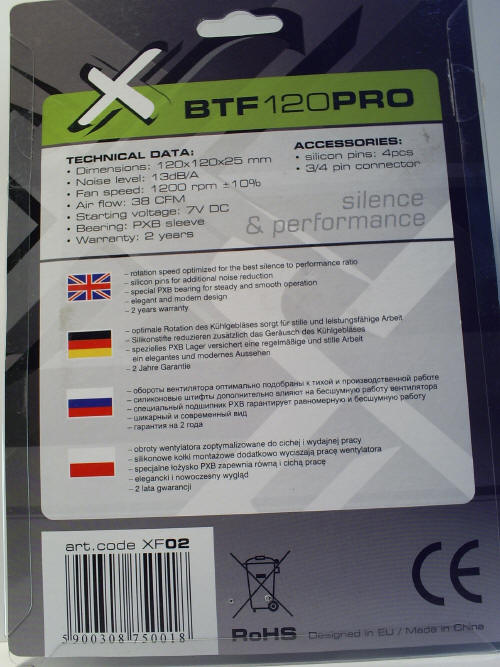 X BTF120PRO
TECHNICAL DATA:
• Dimensions: 120x120x25 mm
• Noise level: 13dB/A
• Fan speed: 1200 rpm ±10%
• Air flow: 38 CFM
• Starting voltage: 7V DC
• Bearing: PXB sleeve
• Warranty: 2 years
ACCESSORIES:
• silicon pins: 4pcs
• 3/4 pin connector
silence
& performance
– rotation speed optimized for the best silence to performance ratio
– silicon pins for additional noise reduction
– special PXB bearing for steady and smooth operation
– elegant and modern design
– 2 years warranty
– optimale Rotation des Kühlgebläses sorgt für stille und leistungsfähige Arbeit
– Silikonstifte reduzieren zusätzlich das Geräusch des Kühlgebläses
– spezielles PXB Lager versichert eine regelmäßige und stille Arbeit
ein elegantes und modernes Aussehen
– 2 Jahre Garantie
– обороты вентилятора оптимально подобраны к тихой и производственной работе
– силиконовые штифты дополнительно влияют на бесшумную работу вентилятора
– специальный подшипник PXB гарантирует равномерную и бесшумную работу
– шикарный и современный вид
– гарантия на 2 года
– obroty wentylatora zoptymalizowane do cichej i wydajnej pracy
– silikonowe kołki montażowe dodatkowo wyciszają pracę wentylatora
– specjalne łożysko PXB zapewnia równą i cichą pracę
– elegancki i nowoczesny wygląd
– 2 lata gwarancji
art.code XF02
5 900308 750018
RoHS
CE
Designed in EU / Made in China